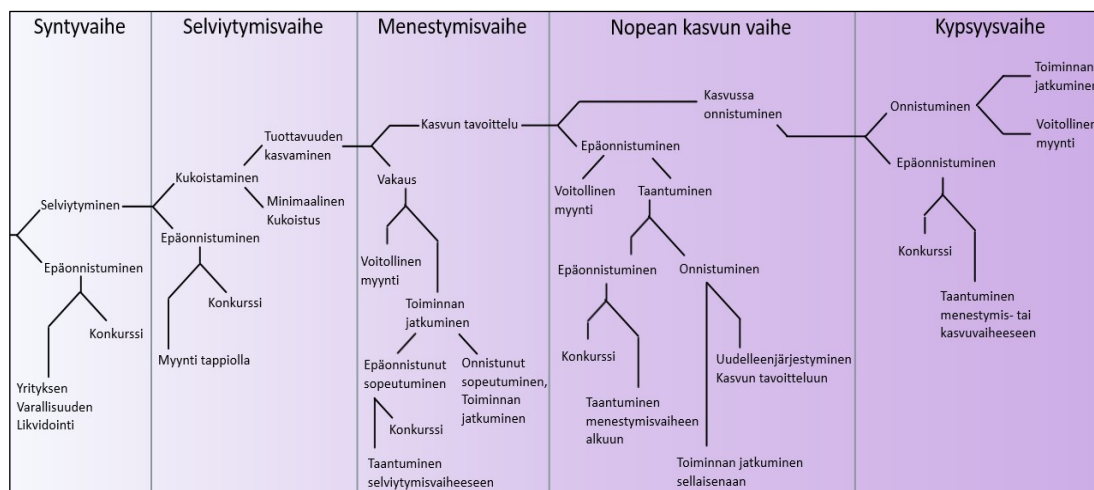 Syntyvaihe
Selviytymisvaihe
Menestymisvaihe
Nopean kasvun vaihe
Kypsyysvaihe
Selviytyminen
Epäonnistuminen
Konkurssi
Yrityksen
Varallisuuden
Likvidointi
Tuottavuuden
kasvaminen
Kukoistaminen
Minimaalinen
Kukoistus
Epäonnistuminen
Konkurssi
Myynti tappiolla
Kasvun tavoittelu
Vakaus
Voitollinen
myynti
Toiminnan
jatkuminen
Epäonnistunut
sopeutuminen
Onnistunut
sopeutuminen,
Toiminnan
jatkuminen
Konkurssi
Taantuminen
selviytymisvaiheeseen
Kasvussa
onnistuminen
Epäonnistuminen
Voitollinen
myynti
Taantuminen
Epäonnistuminen
Onnistuminen
Konkurssi
Uudelleenjärjestyminen
Kasvun tavoitteluun
Taantuminen
menestymisvaiheen
alkuun
Toiminnan jatkuminen
sellaisenaan
Toiminnan
jatkuminen
Onnistuminen
Voitollinen
myynti
Epäonnistuminen
Konkurssi
Taantuminen
menestymis- tai
kasvuvaiheeseen